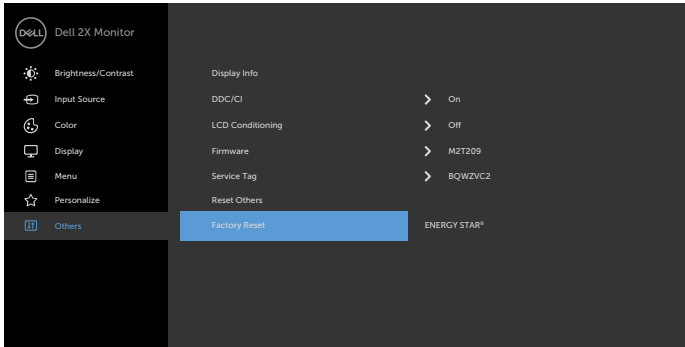 DELL Dell 2X Monitor
Brightness/Contrast
Input Source
Color
Display
Menu
Personalize
Others
Display Info
DDC/CI On
LCD Conditioning Off
Firmware M2T209
Service Tag BQWZVC2
Reset Others
Factory Reset ENERGY STAR®